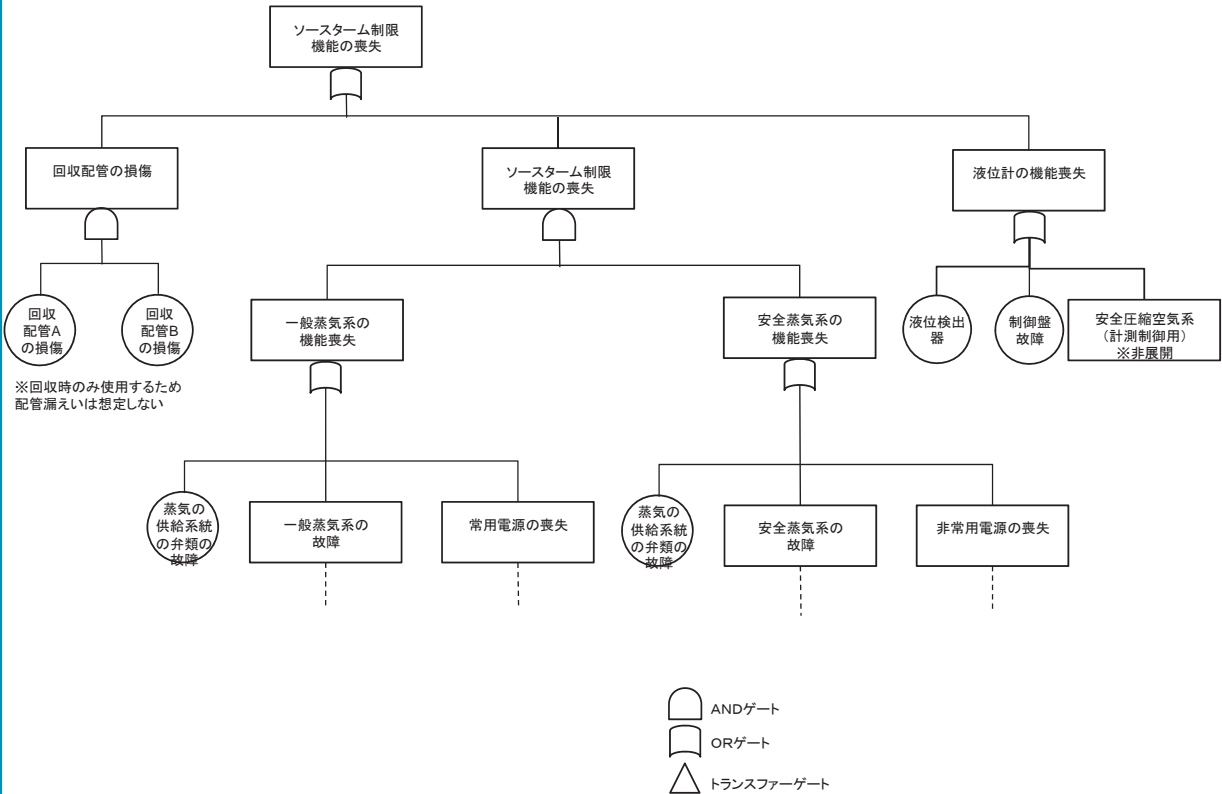 ソースターム制限
機能の喪失
回収配管の損傷
ソースターム制限
機能の喪失
液位計の機能喪失
回収
配管A
の損傷
回収
配管B
の損傷
※回収時のみ使用するため
配管漏えいは想定しない
一般蒸気系の
機能喪失
安全蒸気系の
機能喪失
液位検出
器
制御盤
故障
安全圧縮空気系
(計測制御用)
※非展開
蒸気の
供給系統
の弁類の
故障
一般蒸気系の
故障
常用電源の喪失
蒸気の
供給系統
の弁類の
故障
安全蒸気系の
故障
非常用電源の喪失
ANDゲート
ORゲート
トランスファーゲート